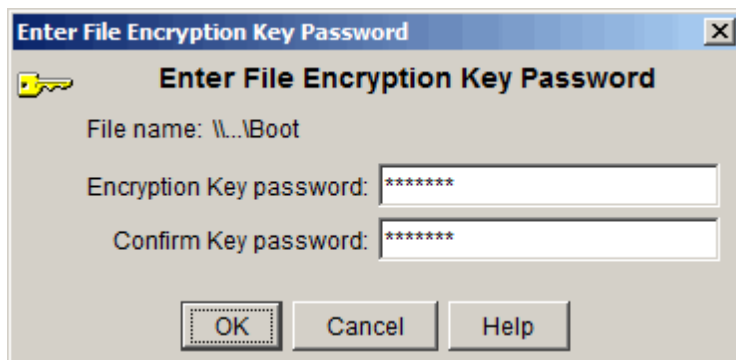 Enter File Encryption Key Password
Enter File Encryption Key Password
File name: \\...\Boot
Encryption Key password: *******
Confirm Key password: *******
OK Cancel Help